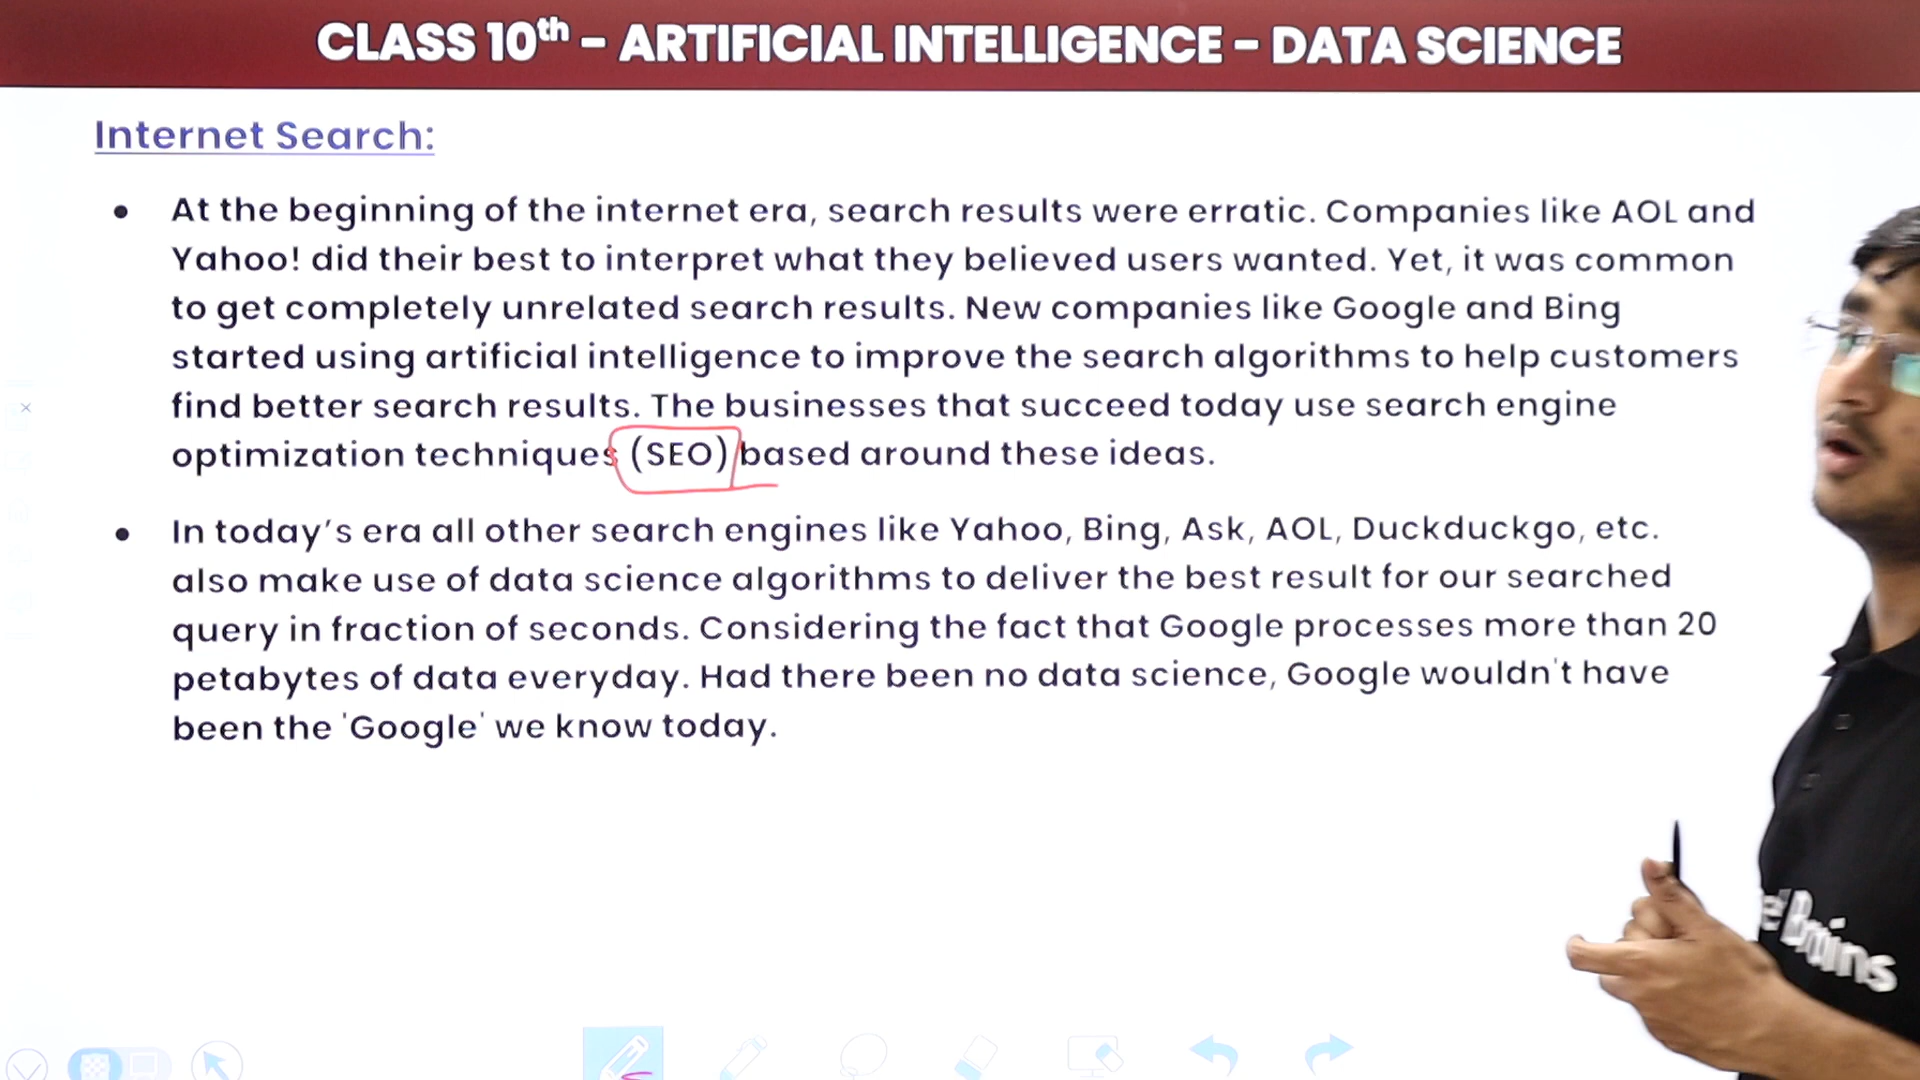 CLASS 10th – ARTIFICIAL INTELLIGENCE – DATA SCIENCE
Internet Search:
• At the beginning of the internet era, search results were erratic. Companies like AOL and
Yahoo! did their best to interpret what they believed users wanted. Yet, it was common
to get completely unrelated search results. New companies like Google and Bing
started using artificial intelligence to improve the search algorithms to help customers
find better search results. The businesses that succeed today use search engine
optimization techniques (SEO) based around these ideas.
• In today's era all other search engines like Yahoo, Bing, Ask, AOL, Duckduckgo, etc.
also make use of data science algorithms to deliver the best result for our searched
query in fraction of seconds. Considering the fact that Google processes more than 20
petabytes of data everyday. Had there been no data science, Google wouldn't have
been the 'Google' we know today.
Brains